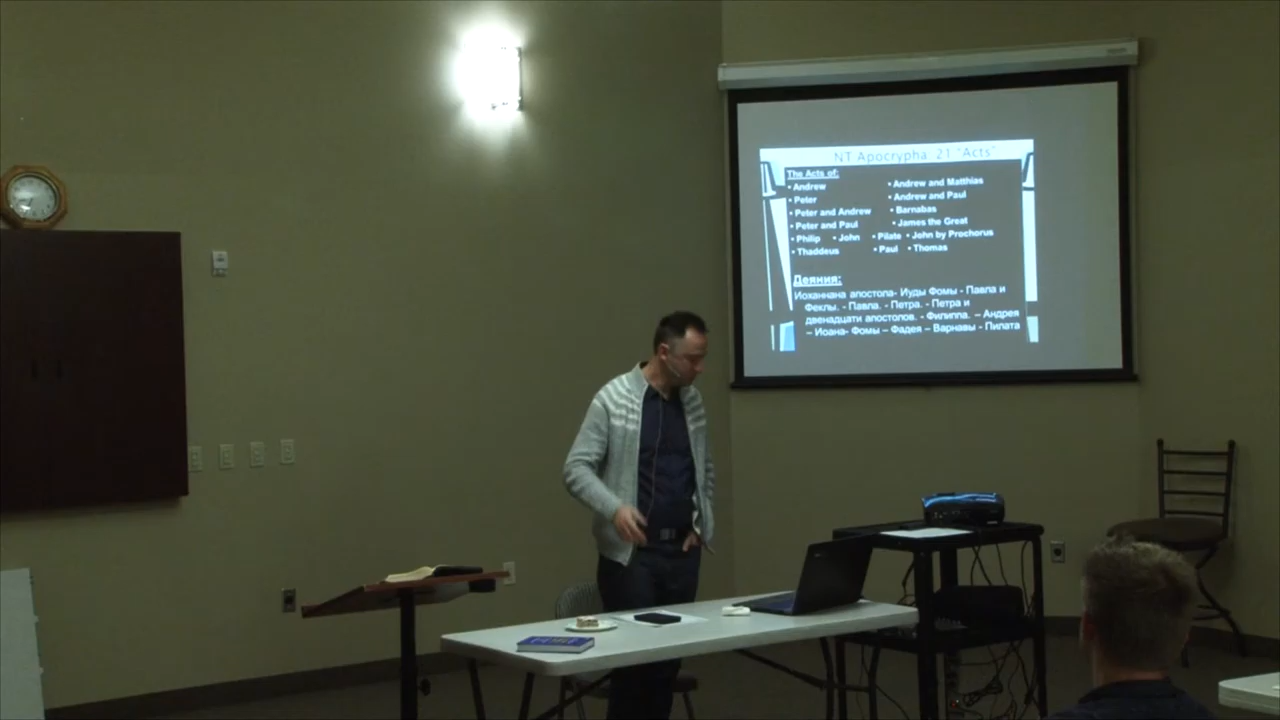 NT Apocrypha 21 "Acts"
The Acts of:
• Andrew • Andrew and Matthias
• Peter • Andrew and Paul
• Peter and Andrew • Barnabas
• Peter and Paul • James the Great
• Philip • John • Pilate • John by Prochorus
• Thaddeus • Paul • Thomas
Деяния:
Иоханнана апостола- Иуды Фомы - Павла и
Феклы. - Павла. - Петра. - Петра и
двенадцати апостолов. - Филиппа. – Андрея
– Иоана- Фомы – Фадея – Варнавы - Пилата